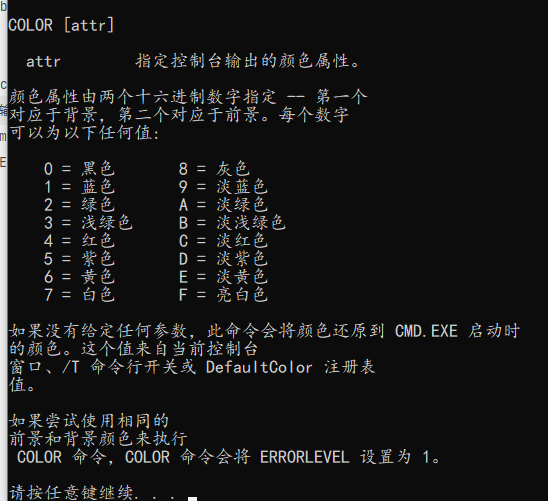 COLOR [attr]
attr 指定控制台输出的颜色属性。
颜色属性由两个十六进制数字指定 -- 第一个
对应于背景，第二个对应于前景。每个数字
可以为以下任何值:
0 = 黑色 8 = 灰色
1 = 蓝色 9 = 淡蓝色
2 = 绿色 A = 淡绿色
3 = 浅绿色 B = 淡浅绿色
4 = 红色 C = 淡红色
5 = 紫色 D = 淡紫色
6 = 黄色 E = 淡黄色
7 = 白色 F = 亮白色
如果没有给定任何参数，此命令会将颜色还原到 CMD.EXE 启动时
的颜色。这个值来自当前控制台
窗口、/T 命令行开关或 DefaultColor 注册表
值。
如果尝试使用相同的
前景和背景颜色来执行
COLOR 命令，COLOR 命令会将 ERRORLEVEL 设置为 1。
请按任意键继续. . .